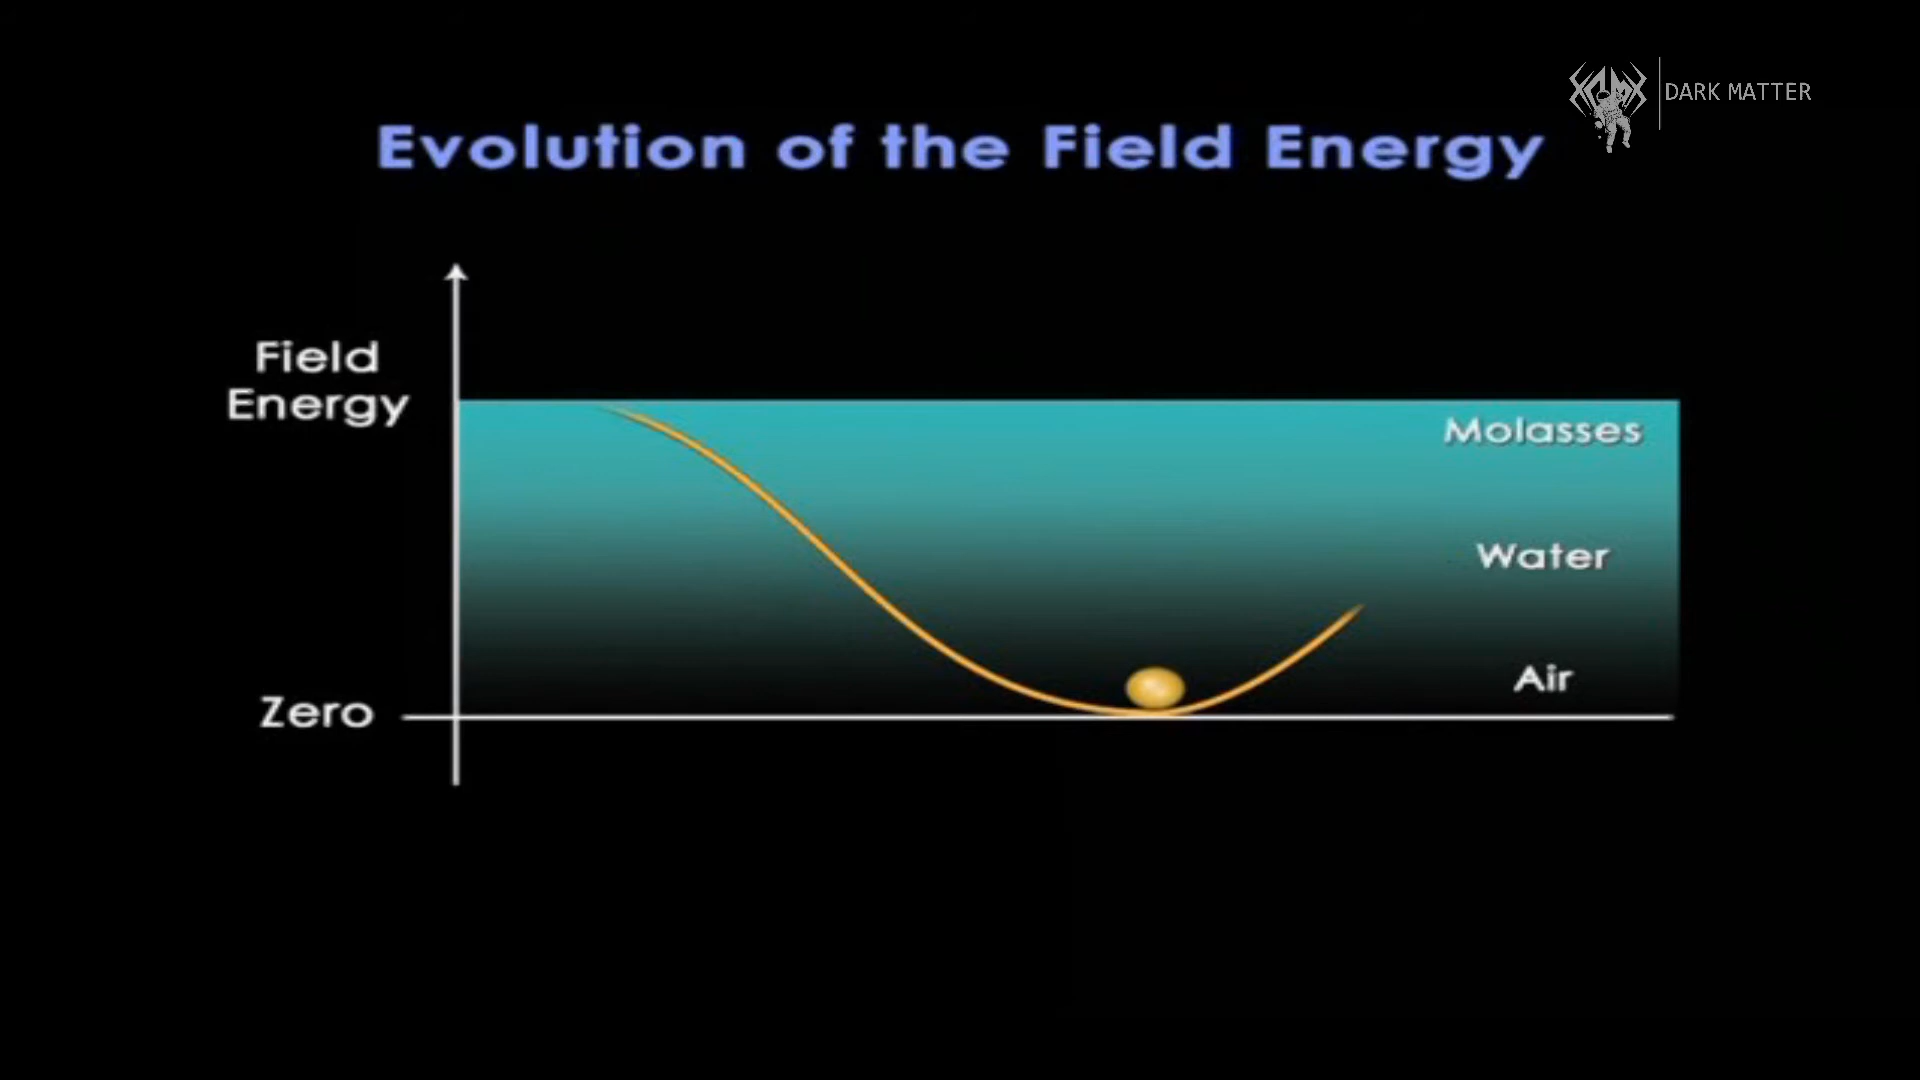 DARK MATTER
Evolution of the Field Energy
Field
Energy
Molasses
Water
Air
Zero